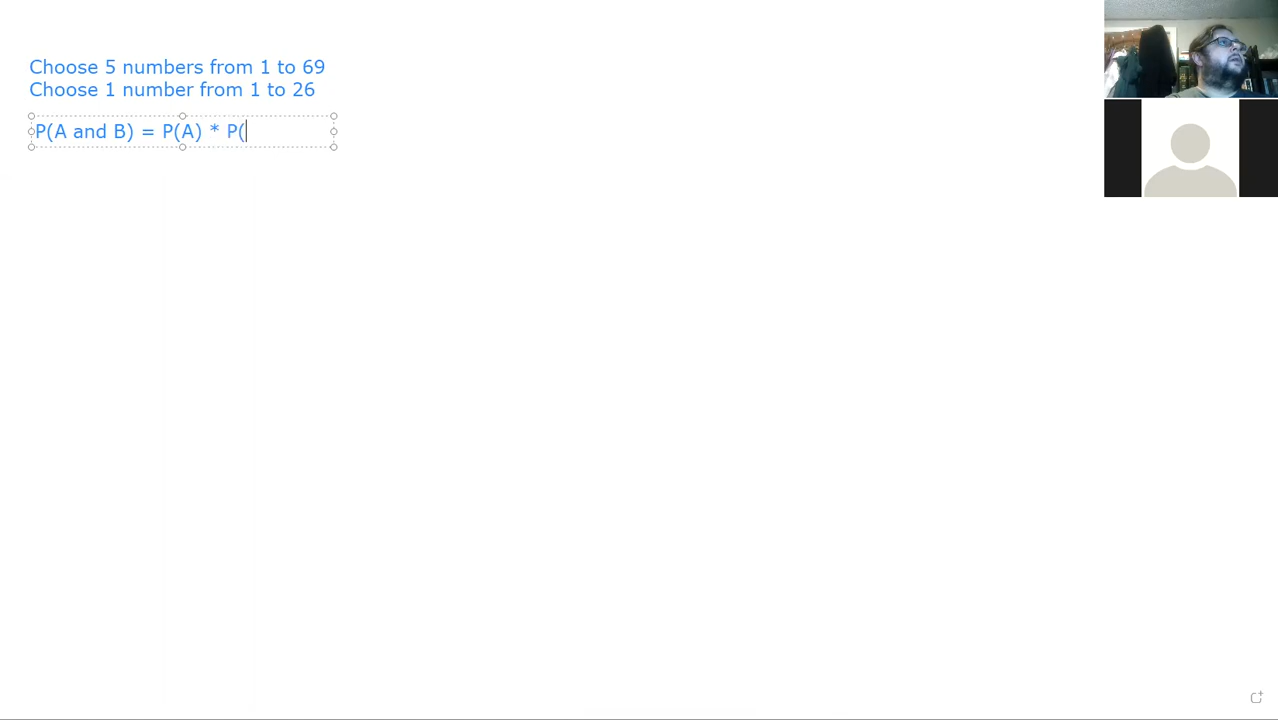 Choose 5 numbers from 1 to 69
Choose 1 number from 1 to 26
P(A and B) = P(A) * P(